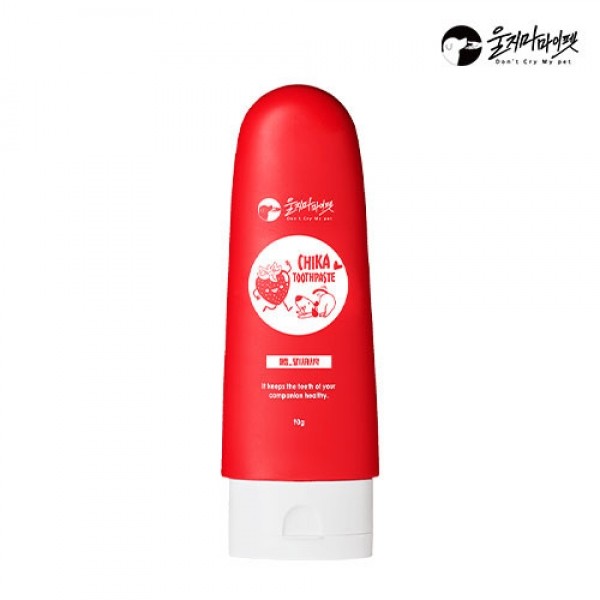 울지마마이펫
Don't Cry My pet
울지마마이펫
Don't Cry My pet
CHIKA
TOOTHPASTE
It keeps the teeth of your
companion healthy.
90g